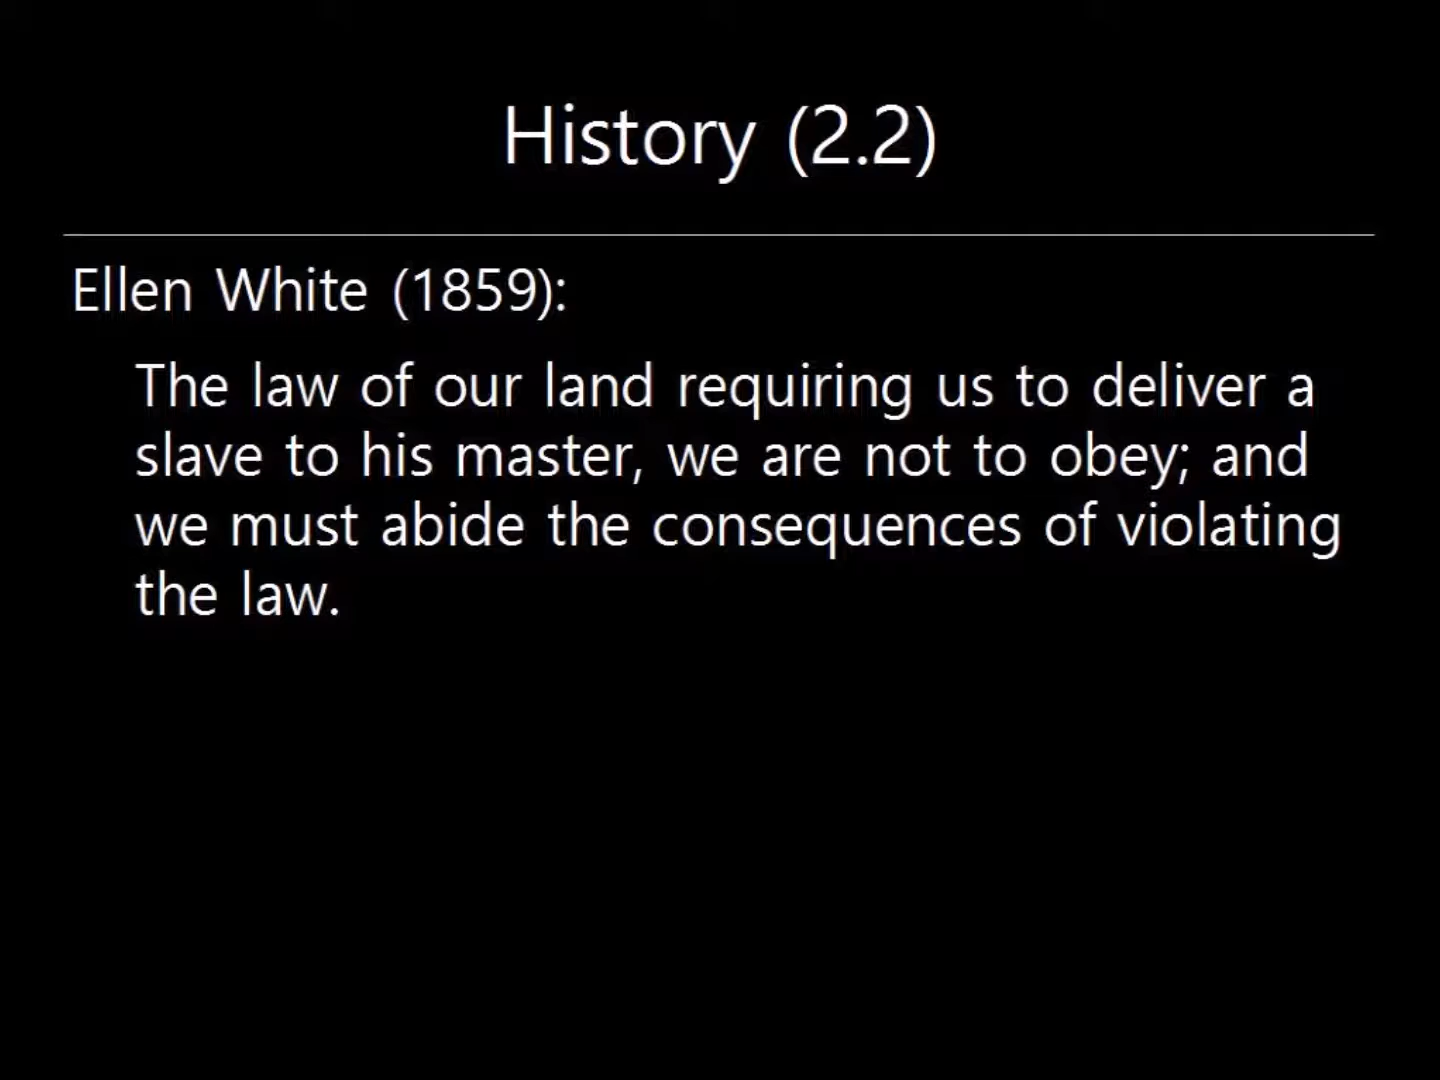 History (2.2)
Ellen White (1859):
The law of our land requiring us to deliver a
slave to his master, we are not to obey; and
we must abide the consequences of violating
the law.